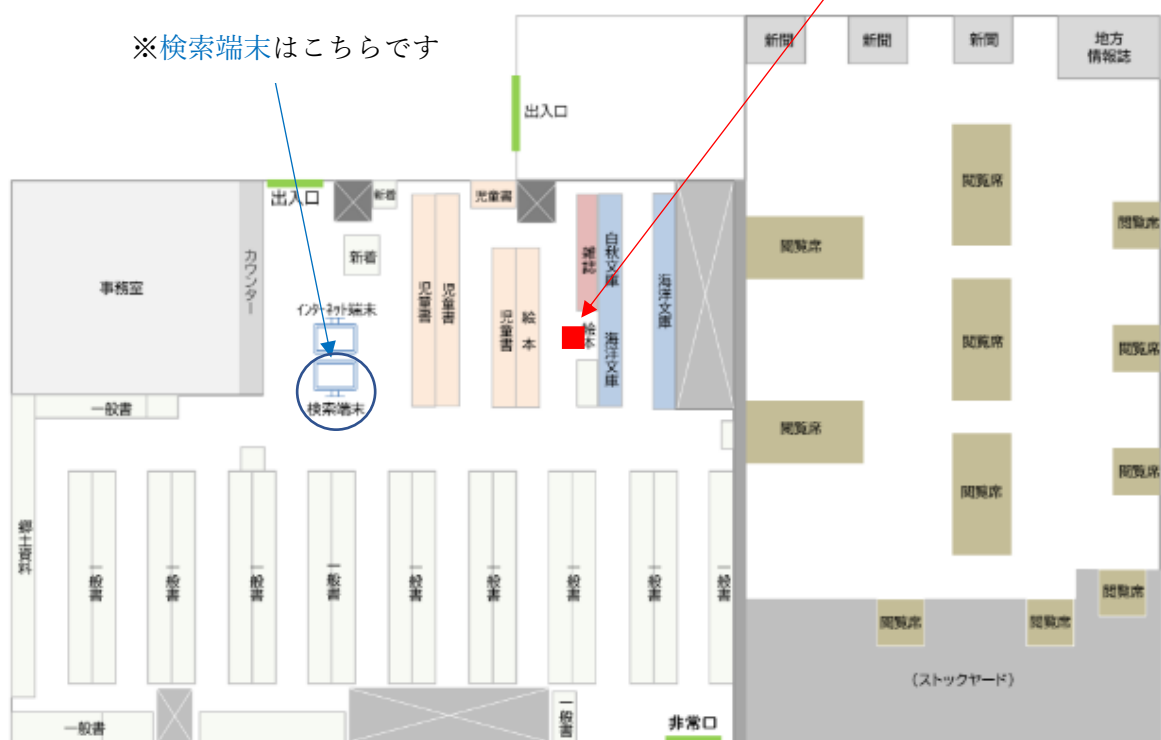 ※検索端末はこちらです
新聞
新聞
新聞
地方
情報誌
出入口
出入口
新着
児童書
閲覧席
閲覧席
閲覧席
新着
カウンター
事務室
雑誌
白秋文庫
海洋文庫
児童書
児童書
インターネット端末
児童書
絵本
絵本
海洋文庫
閲覧席
閲覧席
検索端末
一般書
閲覧席
閲覧席
閲覧席
郷土資料
一般書
一般書
一般書
一般書
一般書
一般書
一般書
一般書
一般書
閲覧席
閲覧席
閲覧席
(ストックヤード)
一般書
一般書
非常口